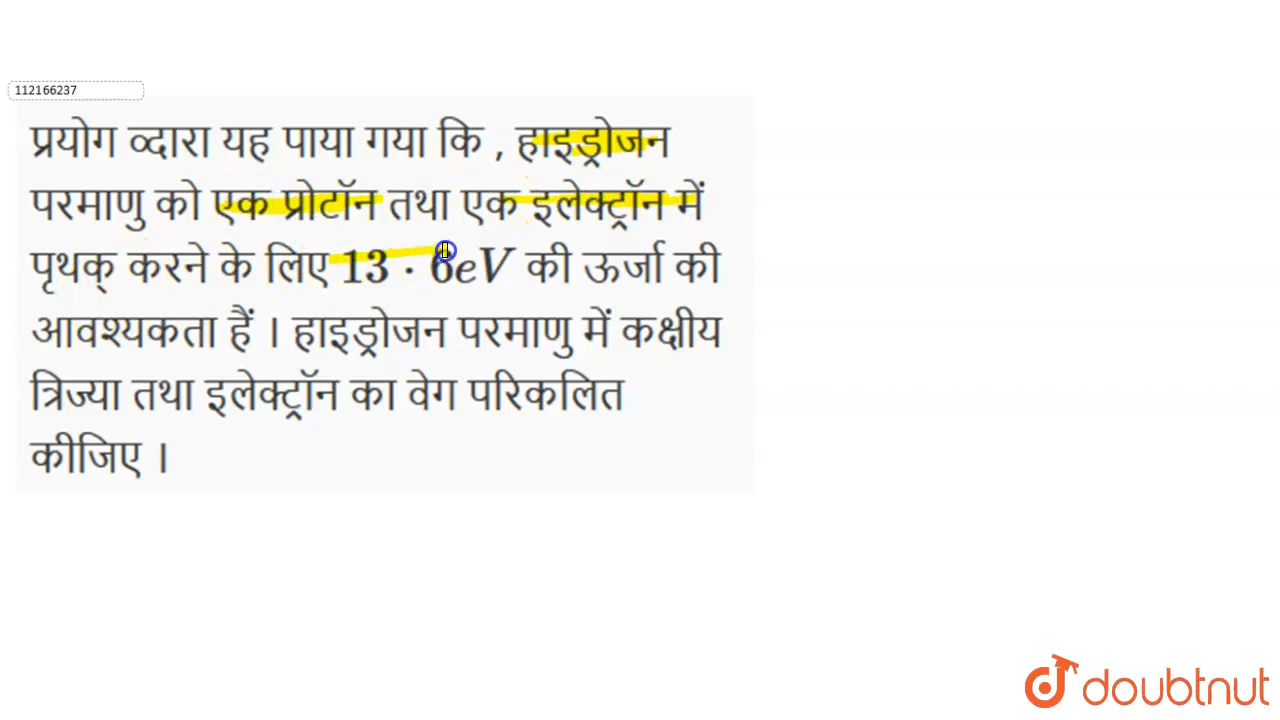 112166237
प्रयोग व्दारा यह पाया गया कि , हाइड्रोजन
परमाणु को एक प्रोटॉन तथा एक इलेक्ट्रॉन में
पृथक् करने के लिए 13 · 6eV की ऊर्जा की
आवश्यकता हैं । हाइड्रोजन परमाणु में कक्षीय
त्रिज्या तथा इलेक्ट्रॉन का वेग परिकलित
कीजिए ।
doubtnut